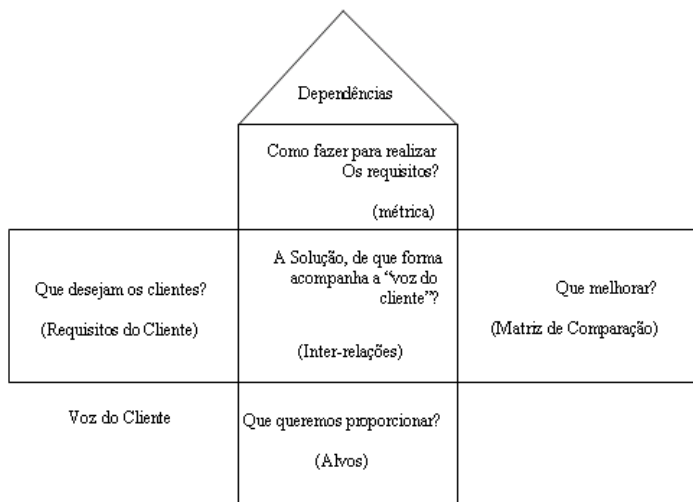 Dependências
Como fazer para realizar
Os requisitos?
(métrica)
Que desejam os clientes?
(Requisitos do Cliente)
A Solução, de que forma
acompanha a “voz do
cliente”?
(Inter-relações)
Que melhorar?
(Matriz de Comparação)
Voz do Cliente
Que queremos proporcionar?
(Alvos)